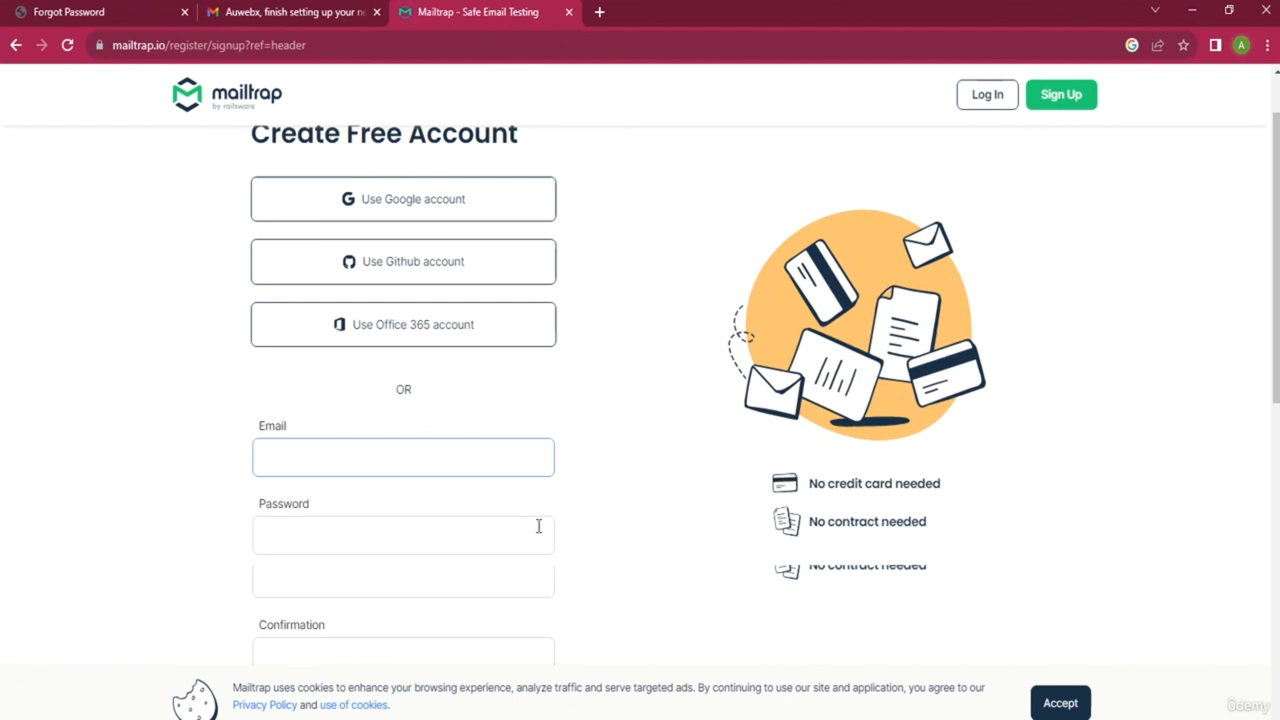 Forgot Password
Auwebx, finish setting up your n
Mailtrap - Safe Email Testing
mailtrap.io/register/signup?ref=header
A
mailtrap
by railsware
Log In
Sign Up
Create Free Account
Use Google account
Use Github account
Use Office 365 account
OR
Email
Password
No credit card needed
No contract needed
No contract needed
Confirmation
Mailtrap uses cookies to enhance your browsing experience, analyze traffic and serve targeted ads. By continuing to use our site and application, you agree to our
Privacy Policy and use of cookies.
Accept
ûdemy